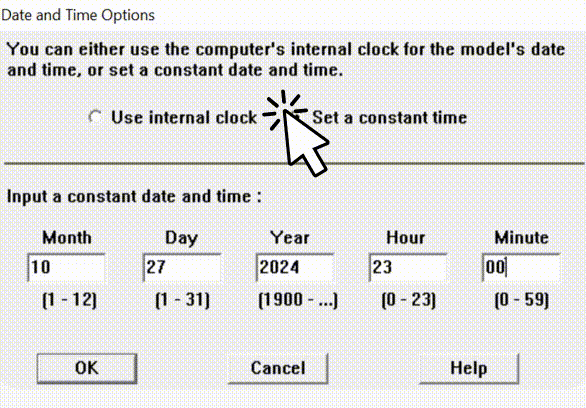 Date and Time Options
You can either use the computer's internal clock for the model's date
and time, or set a constant date and time.
Use internal clock Set a constant time
Input a constant date and time :
Month Day Year Hour Minute
10 27 2024 23 00
(1 - 12) (1 - 31) (1900 - ...) (0 - 23) (0 - 59)
OK Cancel Help